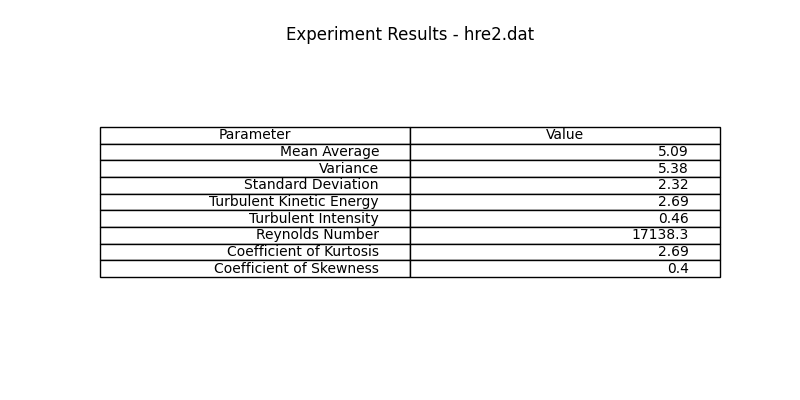 Experiment Results - hre2.dat
Parameter Value
Mean Average 5.09
Variance 5.38
Standard Deviation 2.32
Turbulent Kinetic Energy 2.69
Turbulent Intensity 0.46
Reynolds Number 17138.3
Coefficient of Kurtosis 2.69
Coefficient of Skewness 0.4